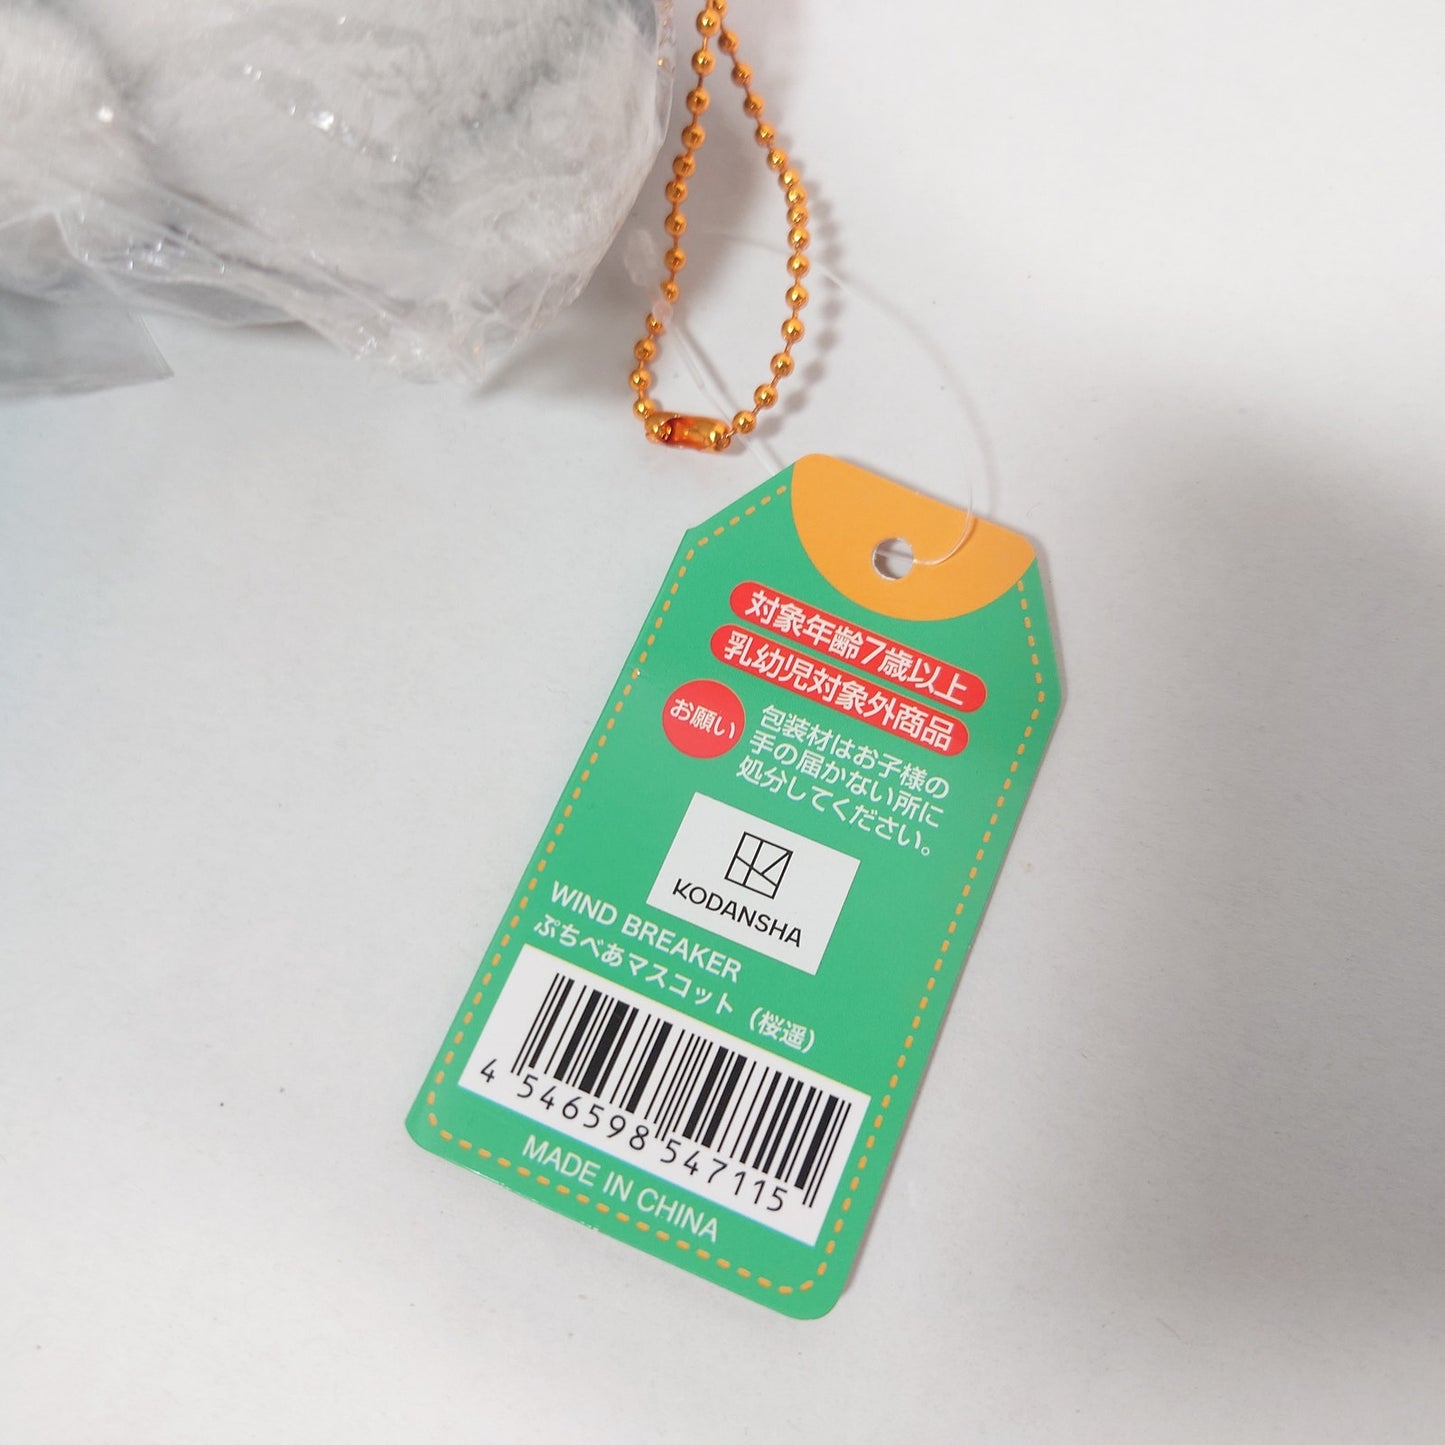 対象年齢7歳以上
乳幼児対象外商品
お願い
包装材はお子様の
手の届かない所に
処分してください。
KODANSHA
WIND BREAKER
ぷちべあマスコット（桜遥）
4 546598 547115
MADE IN CHINA